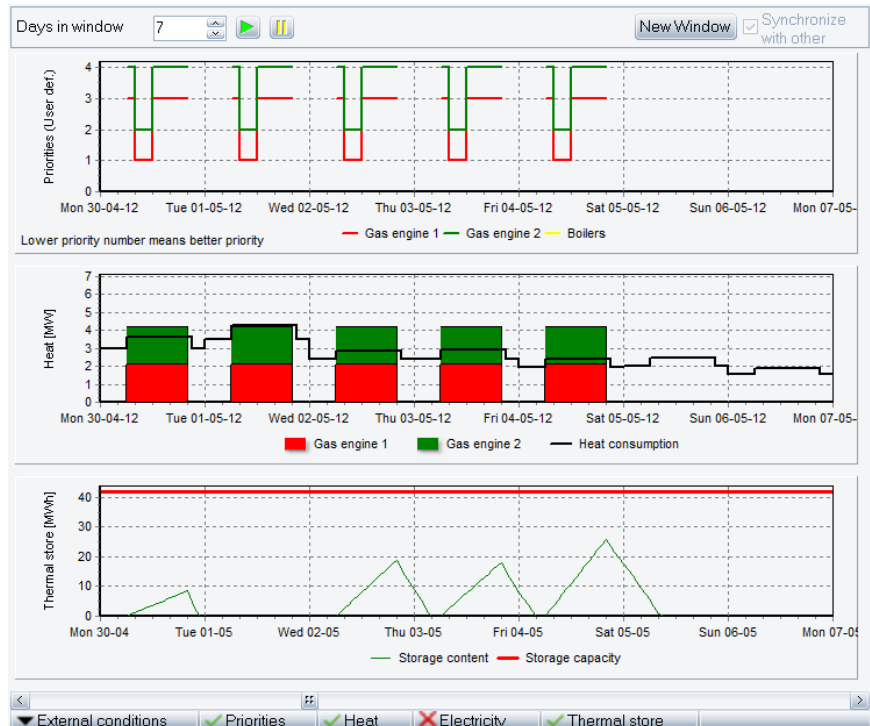 Days in window 7 New Window Synchronize
with other
Priorities (User def.)
4
3
2
1
0
Mon 30-04-12 Tue 01-05-12 Wed 02-05-12 Thu 03-05-12 Fri 04-05-12 Sat 05-05-12 Sun 06-05-12 Mon 07-05-
Lower priority number means better priority
Gas engine 1 Gas engine 2 Boilers
Heat [MW]
7
6
5
4
3
2
1
0
Mon 30-04-12 Tue 01-05-12 Wed 02-05-12 Thu 03-05-12 Fri 04-05-12 Sat 05-05-12 Sun 06-05-12 Mon 07-05-
Gas engine 1 Gas engine 2 Heat consumption
Thermal store [MWh]
40
30
20
10
0
Mon 30-04 Tue 01-05 Wed 02-05 Thu 03-05 Fri 04-05 Sat 05-05 Sun 06-05 Mon 07-05
Storage content Storage capacity
External conditions Priorities Heat Electricity Thermal store